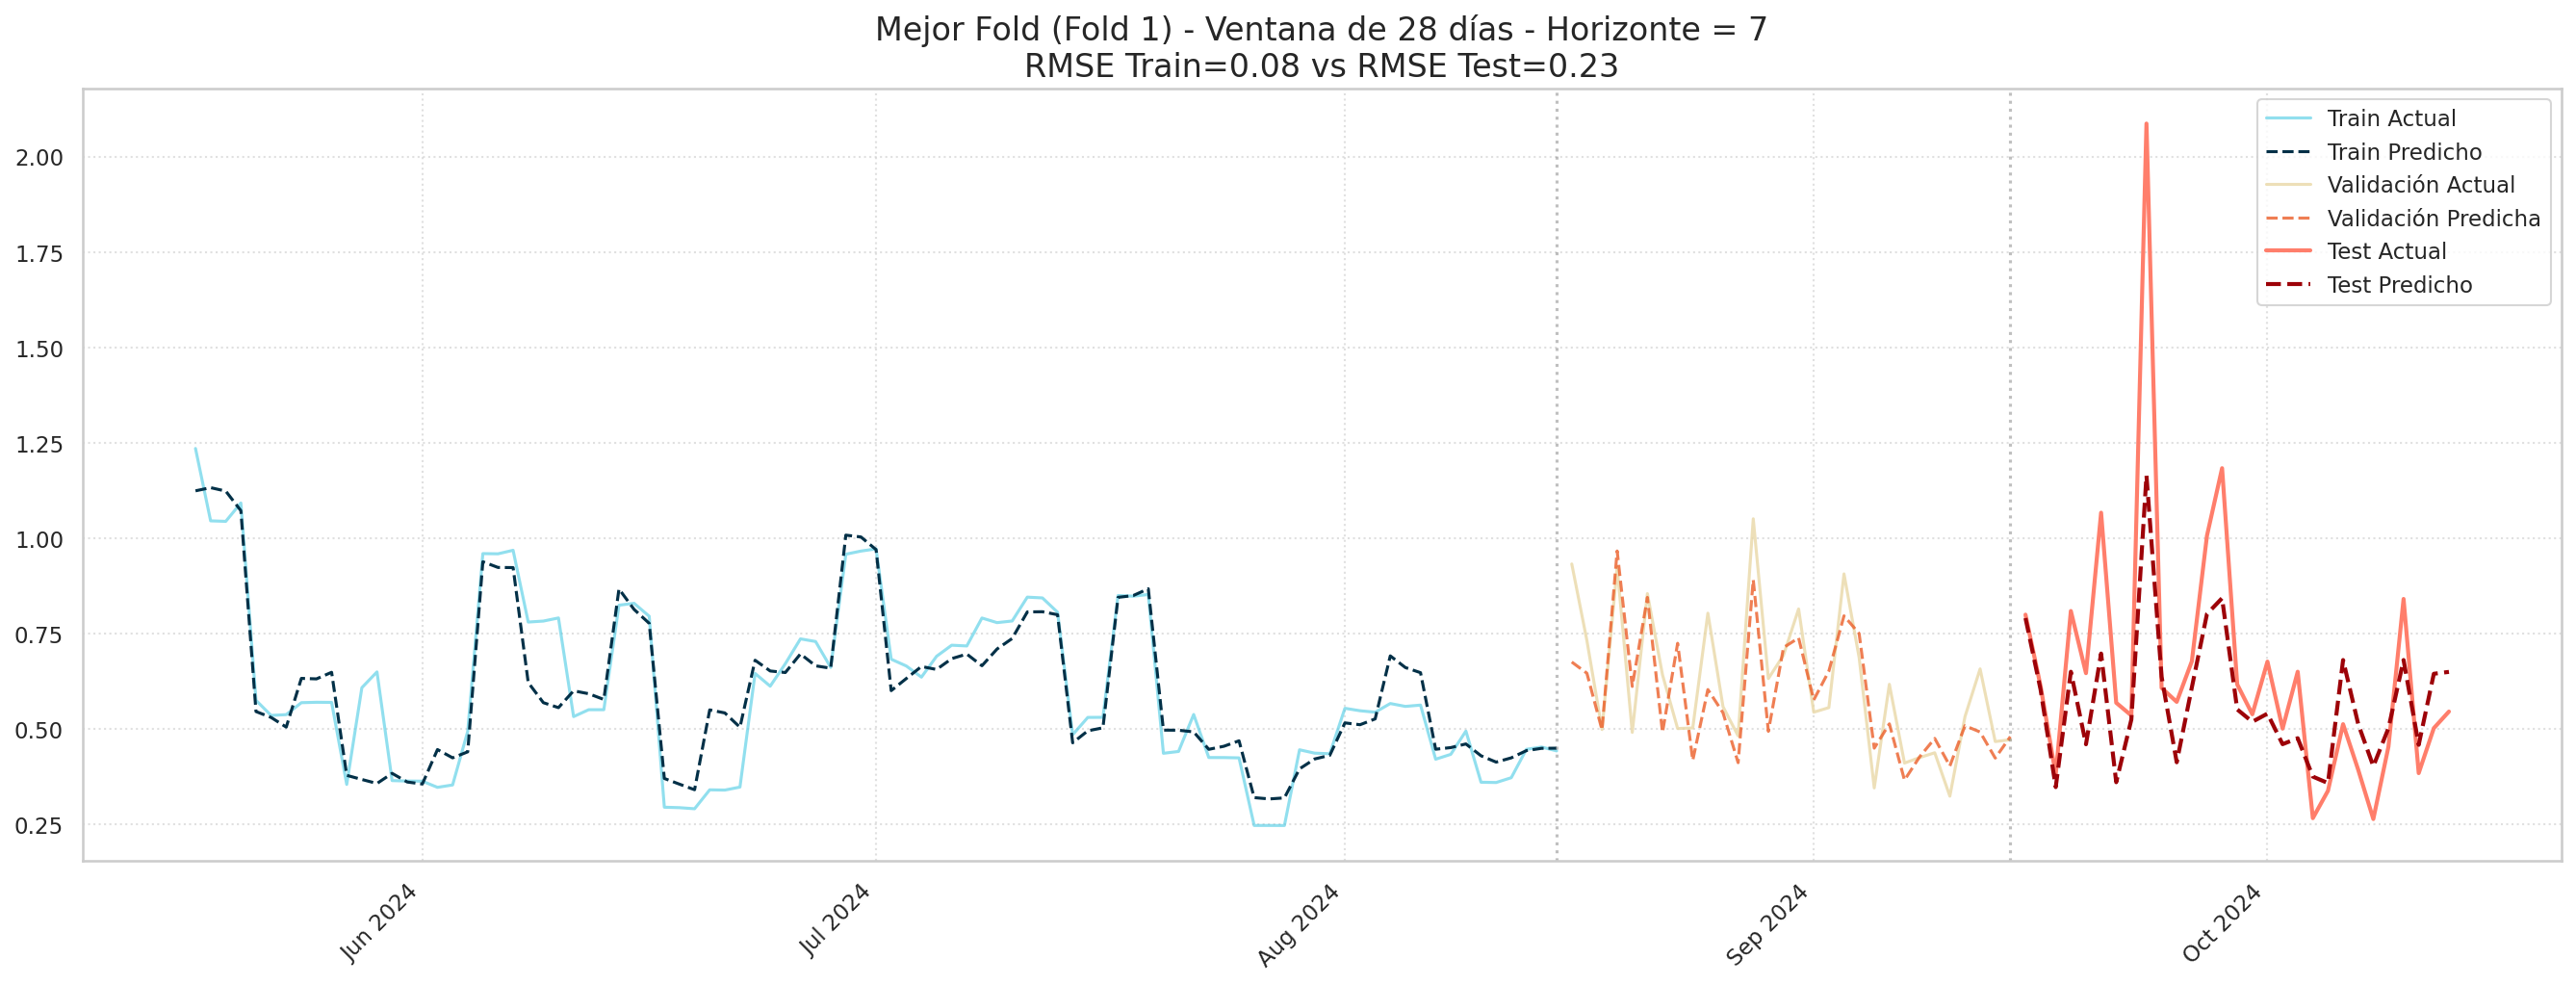 Mejor Fold (Fold 1) - Ventana de 28 días - Horizonte = 7
RMSE Train=0.08 vs RMSE Test=0.23
2.00
1.75
1.50
1.25
1.00
0.75
0.50
0.25
Train Actual
Train Predicho
Validación Actual
Validación Predicha
Test Actual
Test Predicho
Jun 2024
Jul 2024
Aug 2024
Sep 2024
Oct 2024